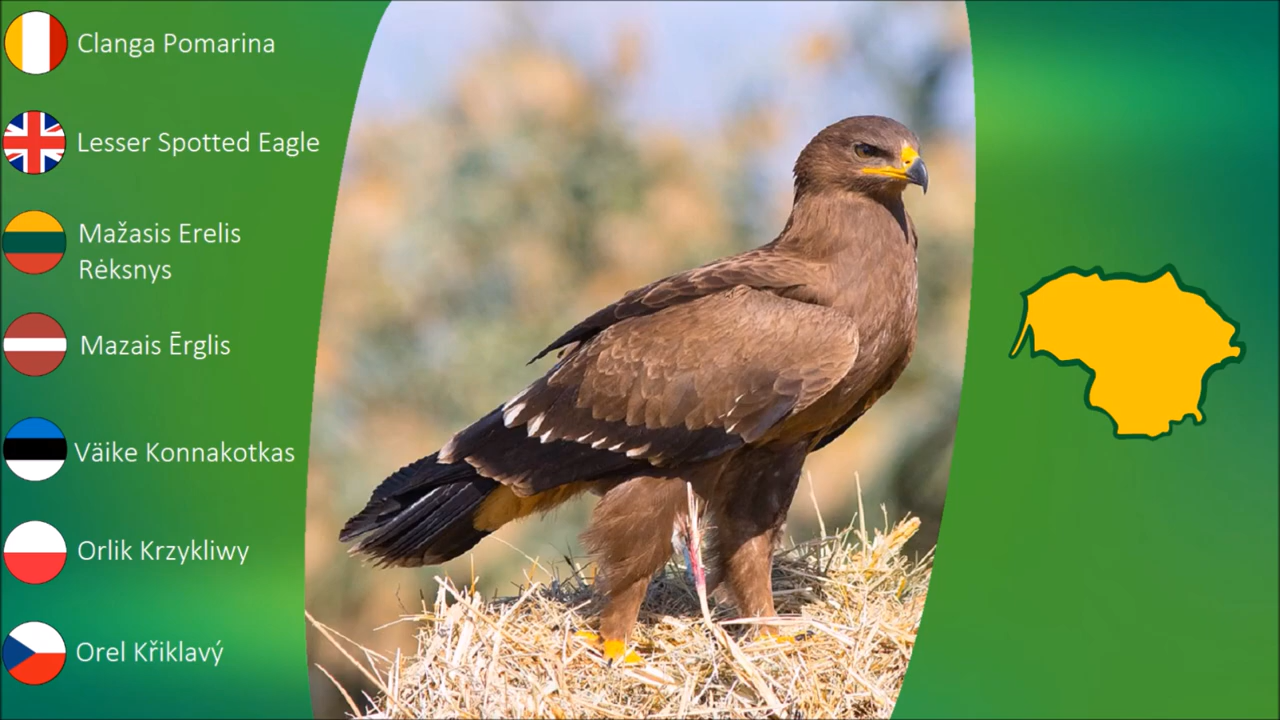 Clanga Pomarina
Lesser Spotted Eagle
Mažasis Erelis
Rėksnys
Mazais Ērglis
Väike Konnakotkas
Orlik Krzykliwy
Orel Křiklavý